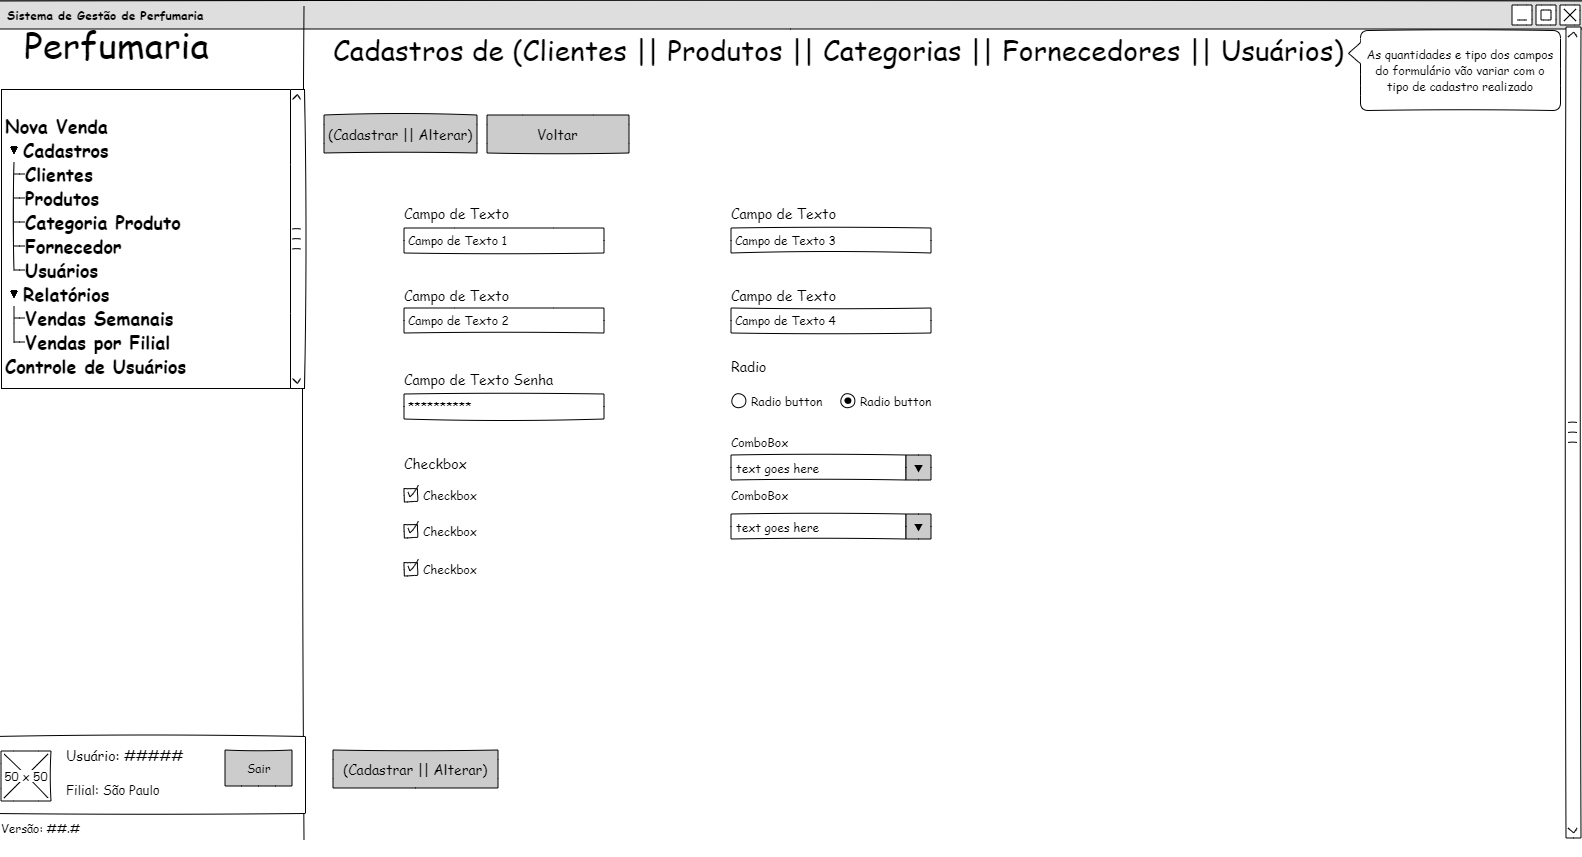 Sistema de Gestão de Perfumaria
Perfumaria
Nova Venda
Cadastros
Clientes
Produtos
Categoria Produto
Fornecedor
Usuários
Relatórios
Vendas Semanais
Vendas por Filial
Controle de Usuários
50 x 50
Usuário: #####
Filial: São Paulo
Sair
Versão: ##.#
Cadastros de (Clientes || Produtos || Categorias || Fornecedores || Usuários)
As quantidades e tipo dos campos
do formulário vão variar com o
tipo de cadastro realizado
(Cadastrar || Alterar)
Voltar
Campo de Texto
Campo de Texto 1
Campo de Texto
Campo de Texto 2
Campo de Texto Senha
**********
Checkbox
Checkbox
Checkbox
Checkbox
Campo de Texto
Campo de Texto 3
Campo de Texto
Campo de Texto 4
Radio
Radio button
Radio button
ComboBox
text goes here
ComboBox
text goes here
(Cadastrar || Alterar)